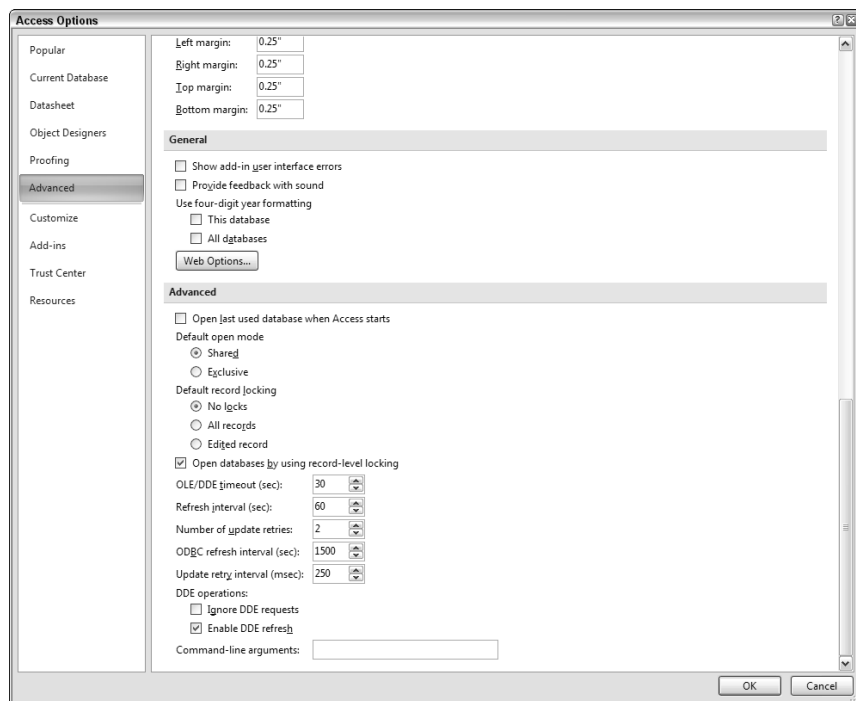 Access Options
Popular
Current Database
Datasheet
Object Designers
Proofing
Advanced
Customize
Add-ins
Trust Center
Resources
Left margin: 0.25"
Right margin: 0.25"
Top margin: 0.25"
Bottom margin: 0.25"
General
Show add-in user interface errors
Provide feedback with sound
Use four-digit year formatting
This database
All databases
Web Options...
Advanced
Open last used database when Access starts
Default open mode
Shared
Exclusive
Default record locking
No locks
All records
Edited record
Open databases by using record-level locking
OLE/DDE timeout (sec): 30
Refresh interval (sec): 60
Number of update retries: 2
ODBC refresh interval (sec): 1500
Update retry interval (msec): 250
DDE operations:
Ignore DDE requests
Enable DDE refresh
Command-line arguments:
OK Cancel